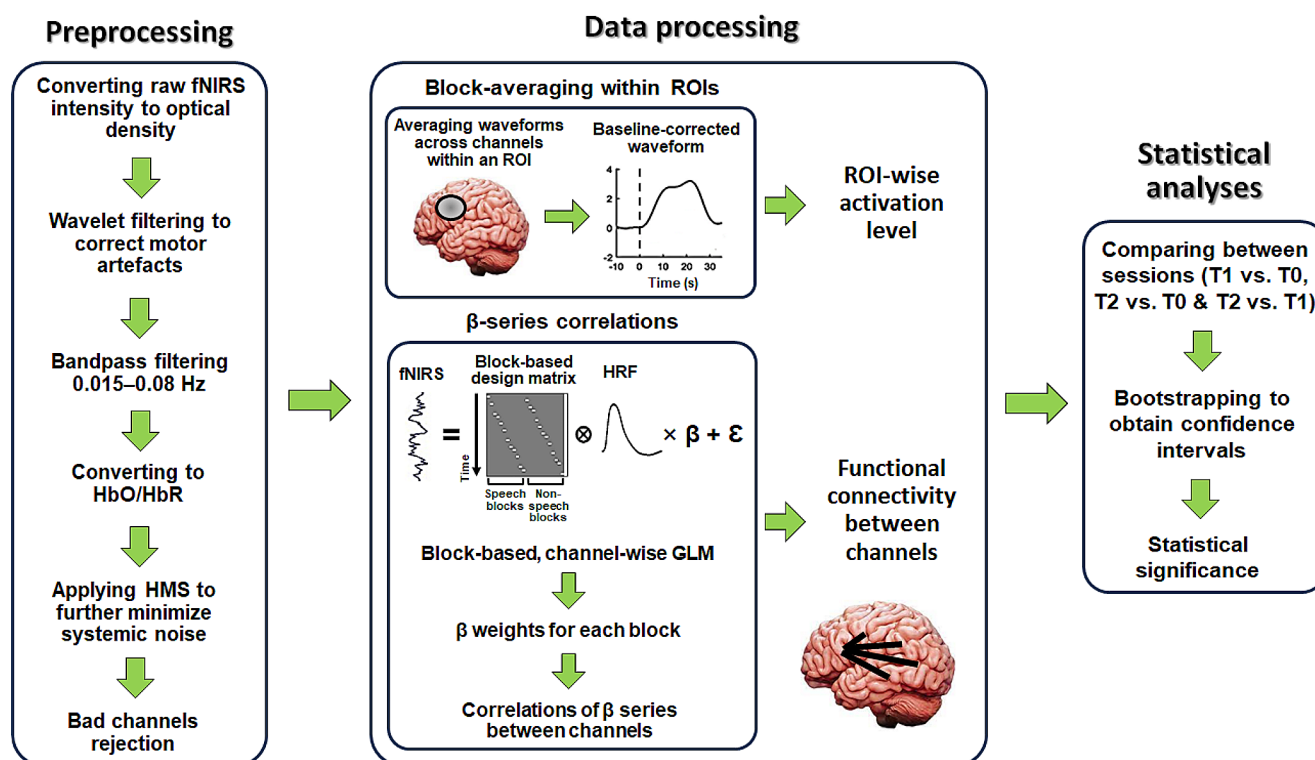 Preprocessing
Converting raw fNIRS
intensity to optical
density
Wavelet filtering to
correct motor
artefacts
Bandpass filtering
0.015–0.08 Hz
Converting to
HbO/HbR
Applying HMS to
further minimize
systemic noise
Bad channels
rejection
Data processing
Block-averaging within ROIs
Averaging waveforms
across channels
within an ROI
Baseline-corrected
waveform
4
2
0
-2
-10 0 10 20 30
Time (s)
ROI-wise
activation
level
β-series correlations
fNIRS
=
Time
Block-based
design matrix
Speech
blocks
Non-
speech
blocks
⊗
HRF
× β + Ɛ
Block-based, channel-wise GLM
β weights for each block
Correlations of β series
between channels
Functional
connectivity
between
channels
Statistical
analyses
Comparing between
sessions (T1 vs. T0,
T2 vs. T0 & T2 vs. T1)
Bootstrapping to
obtain confidence
intervals
Statistical
significance